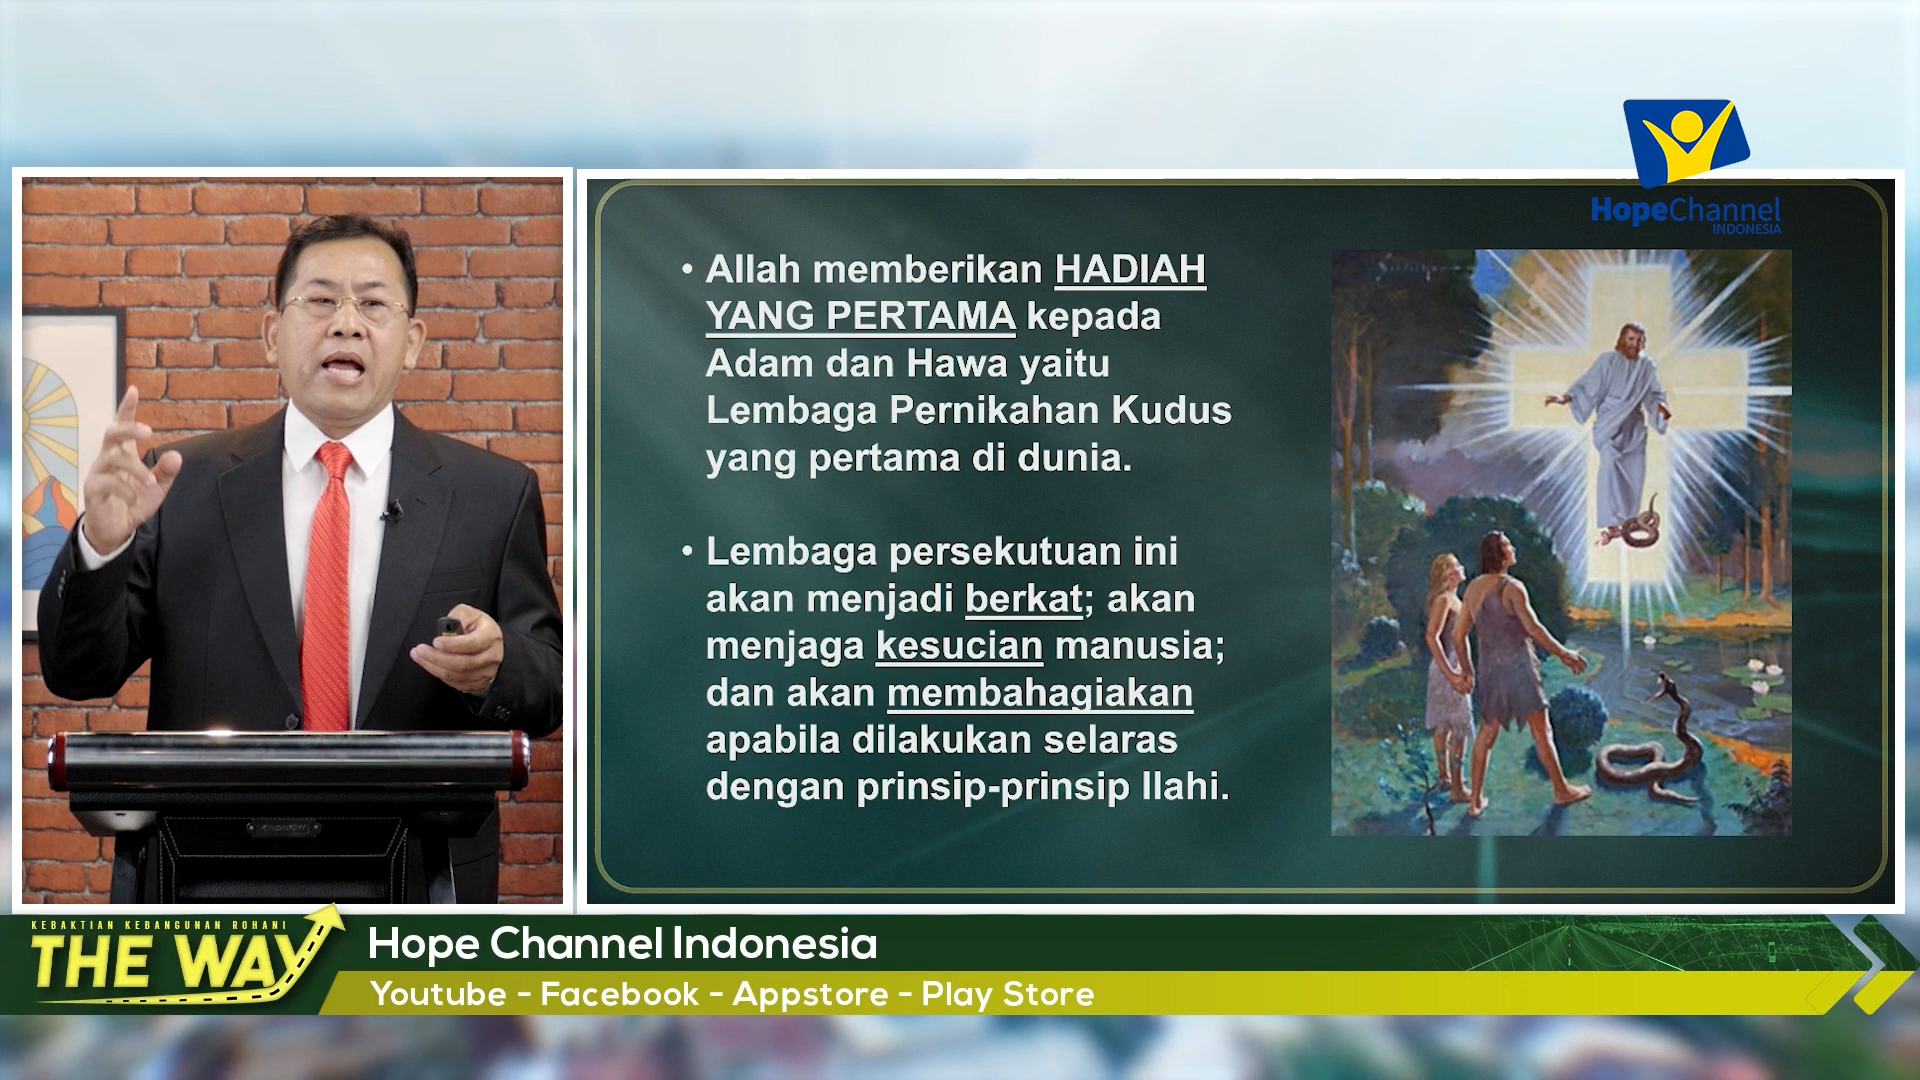 HopeChannel
INDONESIA
• Allah memberikan HADIAH
YANG PERTAMA kepada
Adam dan Hawa yaitu
Lembaga Pernikahan Kudus
yang pertama di dunia.
• Lembaga persekutuan ini
akan menjadi berkat; akan
menjaga kesucian manusia;
dan akan membahagiakan
apabila dilakukan selaras
dengan prinsip-prinsip Ilahi.
KEBAKTIAN KEBANGUNAN ROHANI
THE WAY
Hope Channel Indonesia
Youtube - Facebook - Appstore - Play Store